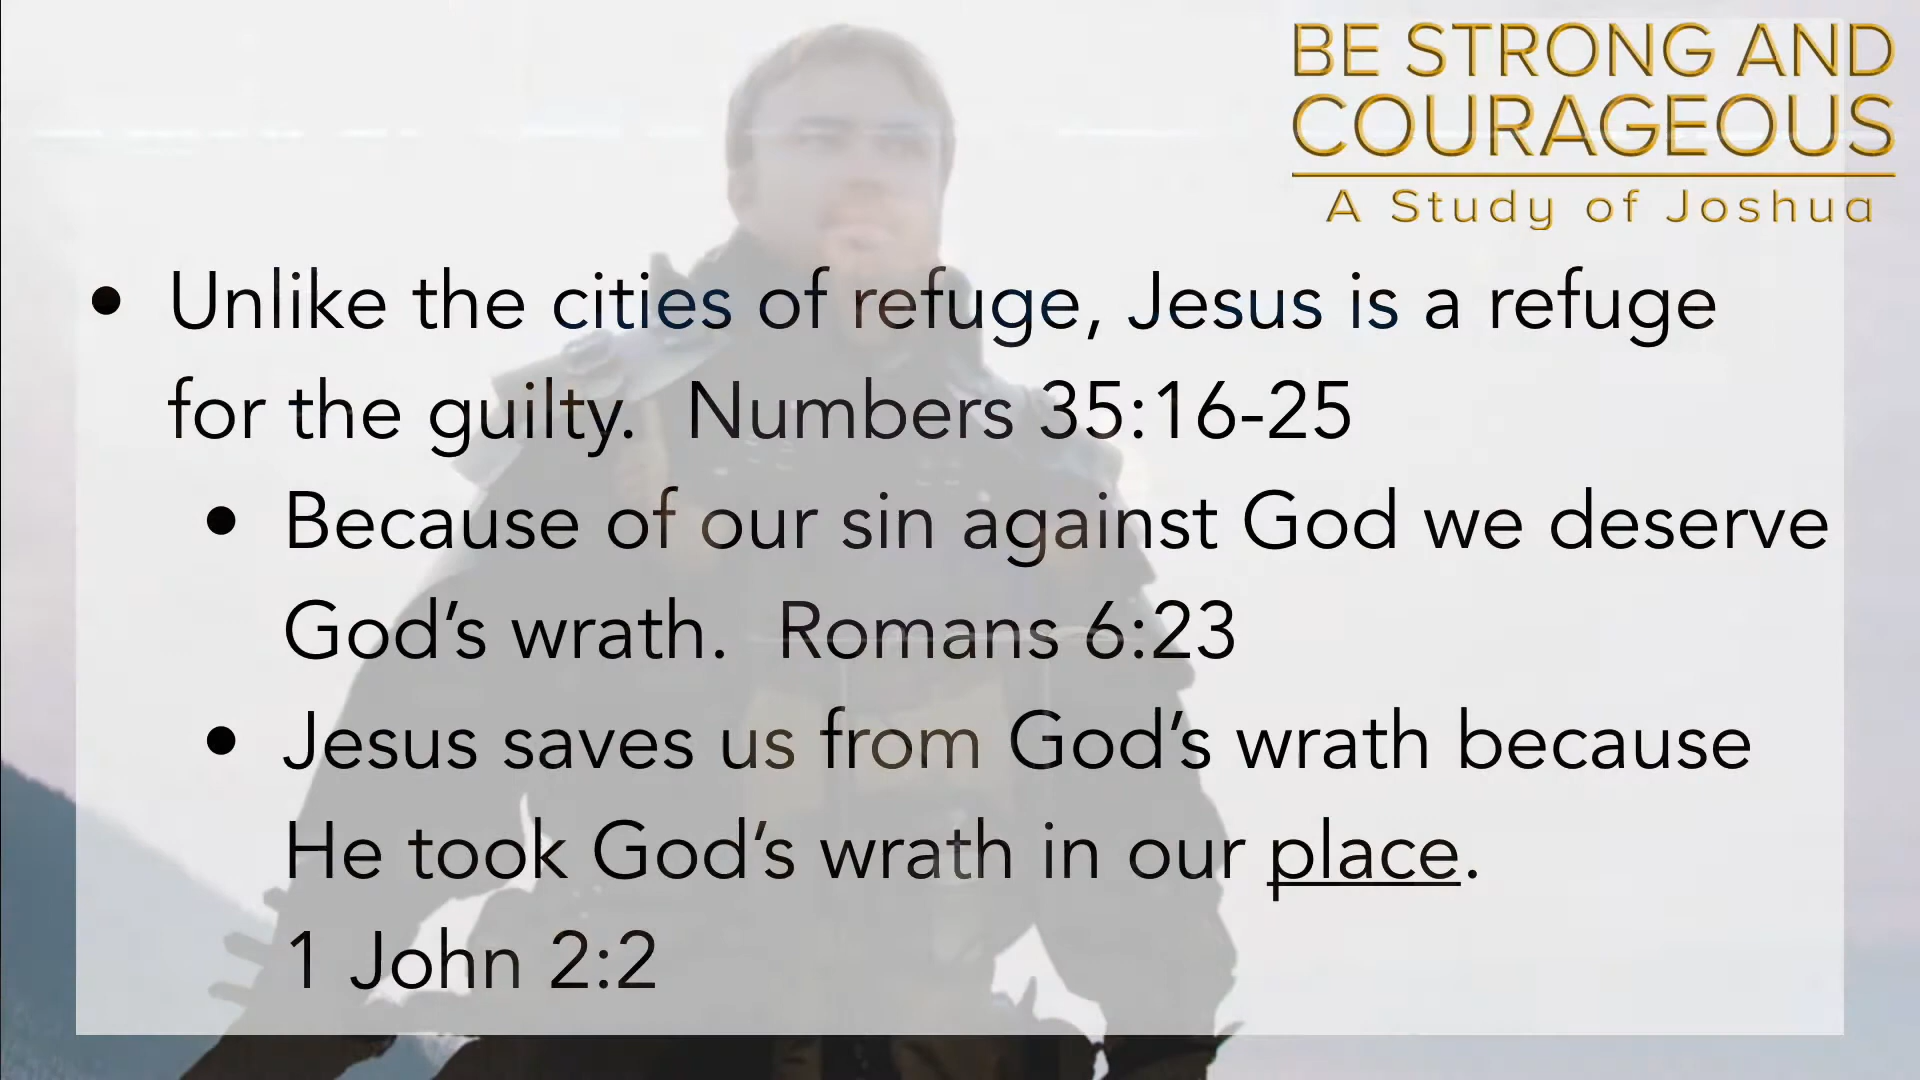 BE STRONG AND
COURAGEOUS
A Study of Joshua
• Unlike the cities of refuge, Jesus is a refuge
for the guilty.  Numbers 35:16-25
• Because of our sin against God we deserve
God’s wrath.  Romans 6:23
• Jesus saves us from God’s wrath because
He took God’s wrath in our place.
1 John 2:2